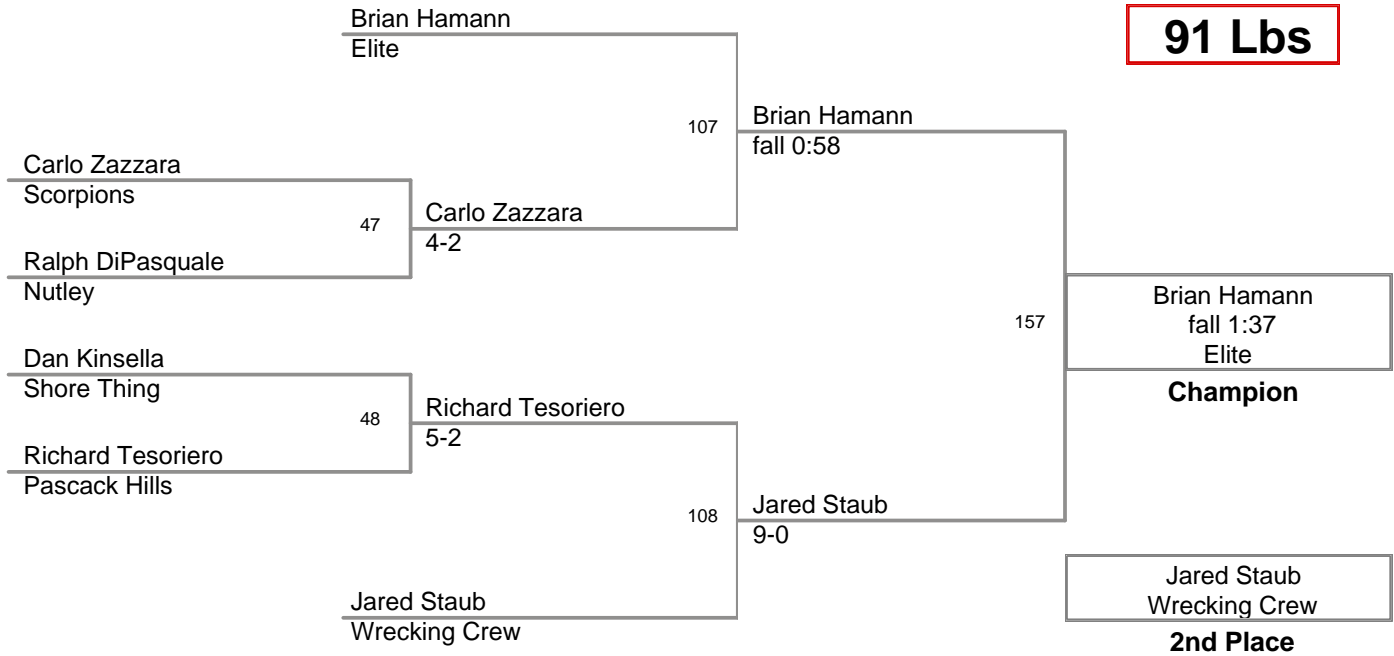 Brian Hamann
Elite
91 Lbs
107
Brian Hamann
fall 0:58
Carlo Zazzara
Scorpions
47
Carlo Zazzara
4-2
Ralph DiPasquale
Nutley
157
Brian Hamann
fall 1:37
Elite
Champion
Dan Kinsella
Shore Thing
48
Richard Tesoriero
5-2
Richard Tesoriero
Pascack Hills
108
Jared Staub
9-0
Jared Staub
Wrecking Crew
Jared Staub
Wrecking Crew
2nd Place